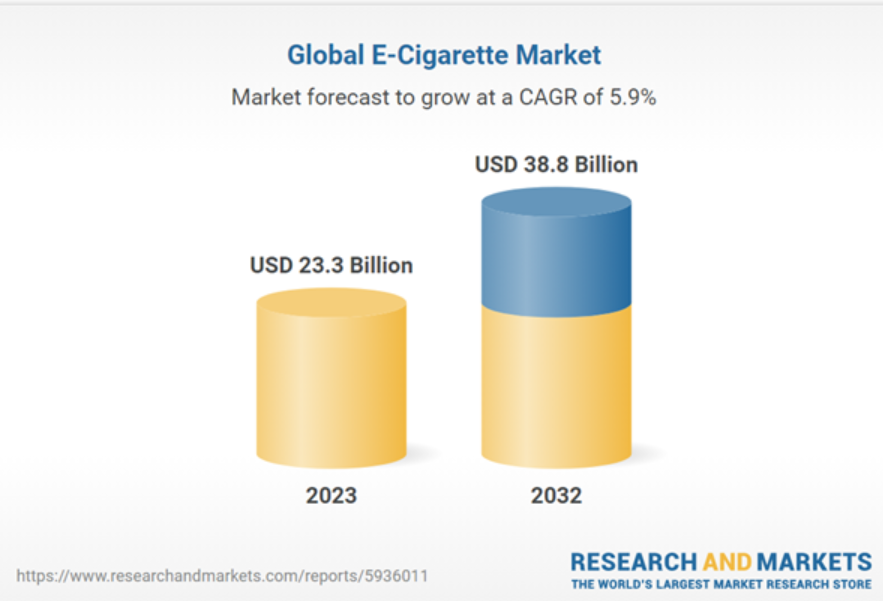 Global E-Cigarette Market
Market forecast to grow at a CAGR of 5.9%
USD 38.8 Billion
USD 23.3 Billion
2023
2032
https://www.researchandmarkets.com/reports/5936011
RESEARCH AND MARKETS
THE WORLD'S LARGEST MARKET RESEARCH STORE